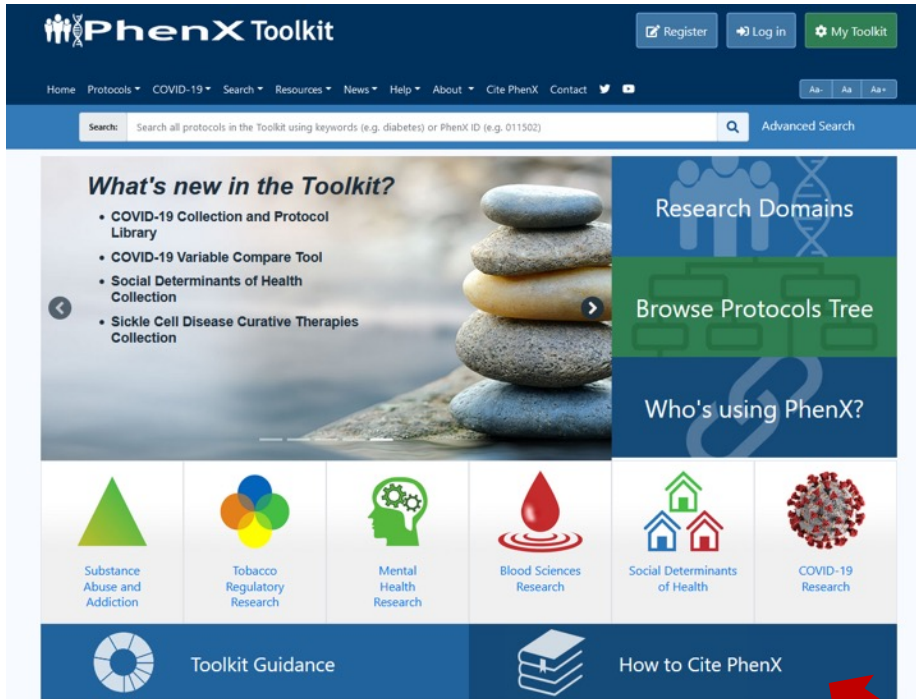 PhenX Toolkit
Register
Log in
My Toolkit
Home Protocols COVID-19 Search Resources News Help About Cite PhenX Contact
Aa- Aa Aa+
Search: Search all protocols in the Toolkit using keywords (e.g. diabetes) or PhenX ID (e.g. 011502)
Advanced Search
What's new in the Toolkit?
• COVID-19 Collection and Protocol
Library
• COVID-19 Variable Compare Tool
• Social Determinants of Health
Collection
• Sickle Cell Disease Curative Therapies
Collection
Research Domains
Browse Protocols Tree
Who's using PhenX?
Substance
Abuse and
Addiction
Tobacco
Regulatory
Research
Mental
Health
Research
Blood Sciences
Research
Social Determinants
of Health
COVID-19
Research
Toolkit Guidance
How to Cite PhenX